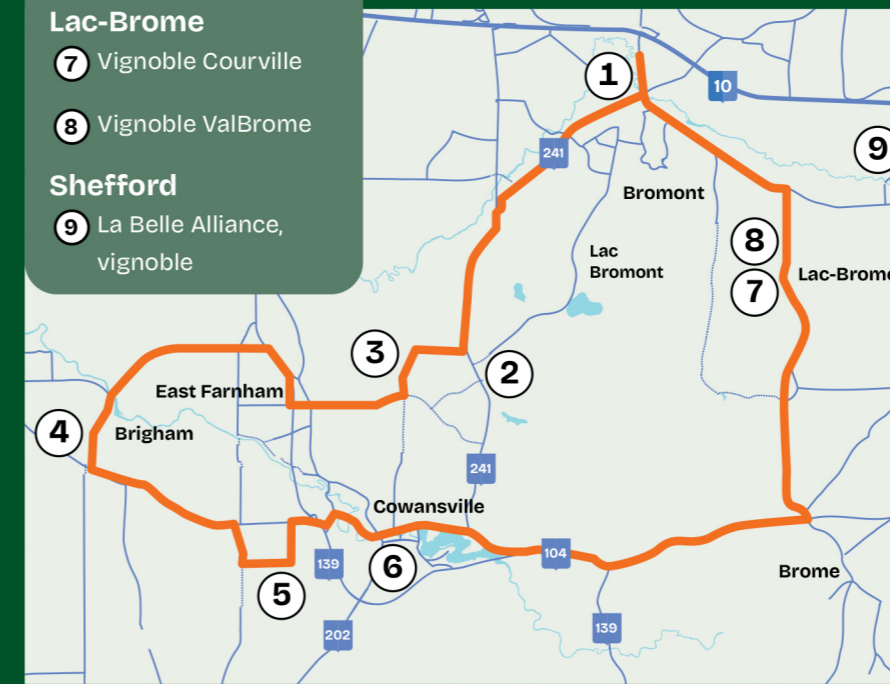 Lac-Brome
7 Vignoble Courville
8 Vignoble ValBrome
Shefford
9 La Belle Alliance,
vignoble
1
10
9
241
Bromont
8
Lac
Bromont
Lac-Brome
7
3
2
East Farnham
4
Brigham
241
Cowansville
104
139
6
Brome
5
202
139